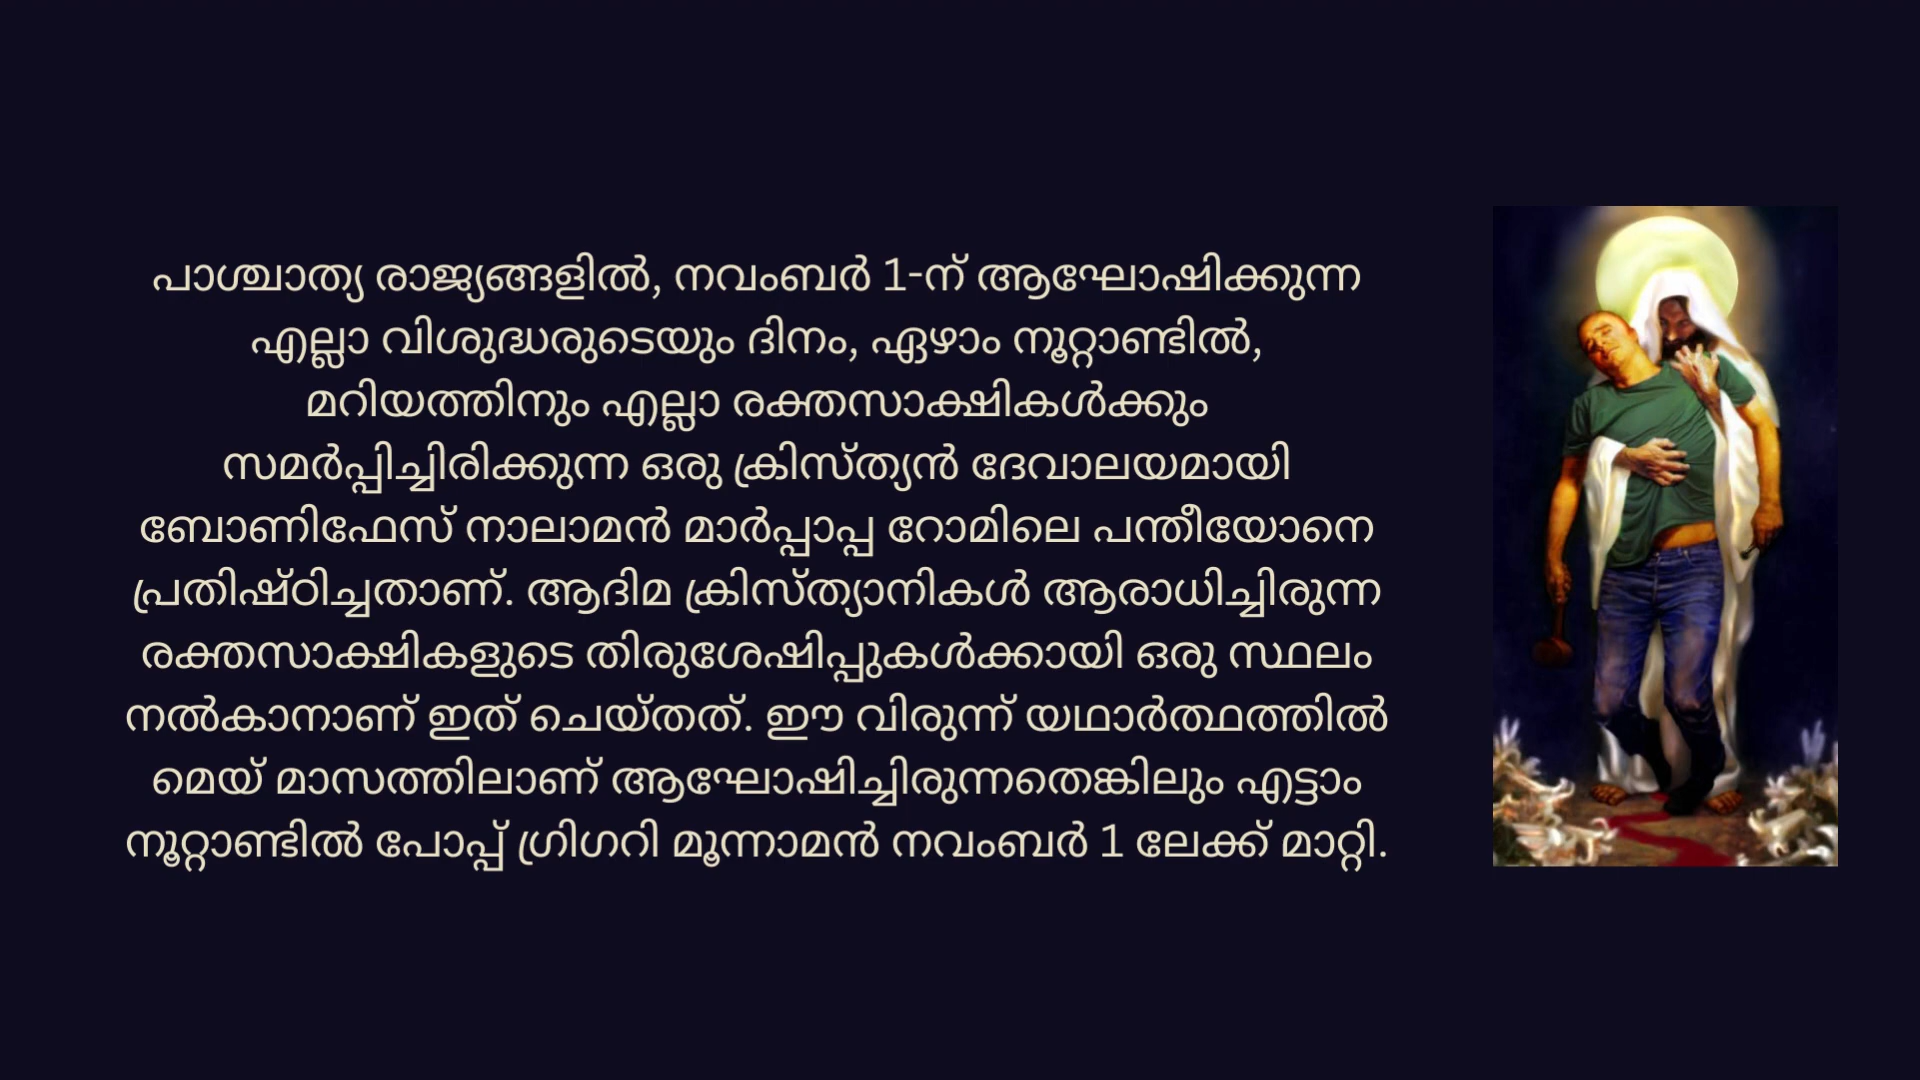 പാശ്ചാത്യ രാജ്യങ്ങളിൽ, നവംബർ 1-ന് ആഘോഷിക്കുന്ന
എല്ലാ വിശുദ്ധരുടെയും ദിനം, ഏഴാം നൂറ്റാണ്ടിൽ,
മറിയത്തിനും എല്ലാ രക്തസാക്ഷികൾക്കും
സമർപ്പിച്ചിരിക്കുന്ന ഒരു ക്രിസ്ത്യൻ ദേവാലയമായി
ബോണിഫേസ് നാലാമൻ മാർപ്പാപ്പ റോമിലെ പന്തീയോനെ
പ്രതിഷ്ഠിച്ചതാണ്. ആദിമ ക്രിസ്ത്യാനികൾ ആരാധിച്ചിരുന്ന
രക്തസാക്ഷികളുടെ തിരുശേഷിപ്പുകൾക്കായി ഒരു സ്ഥലം
നൽകാനാണ് ഇത് ചെയ്തത്. ഈ വിരുന്ന് യഥാർത്ഥത്തിൽ
മെയ് മാസത്തിലാണ് ആഘോഷിച്ചിരുന്നതെങ്കിലും എട്ടാം
നൂറ്റാണ്ടിൽ പോപ്പ് ഗ്രിഗറി മൂന്നാമൻ നവംബർ 1 ലേക്ക് മാറ്റി.